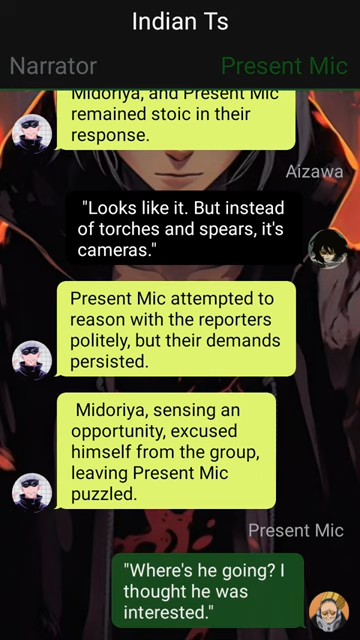 Indian Ts
Narrator
Present Mic
Midoriya, and Present Mic
remained stoic in their
response.
Aizawa
"Looks like it. But instead
of torches and spears, it's
cameras."
Present Mic attempted to
reason with the reporters
politely, but their demands
persisted.
Midoriya, sensing an
opportunity, excused
himself from the group,
leaving Present Mic
puzzled.
Present Mic
"Where's he going? I
thought he was
interested."